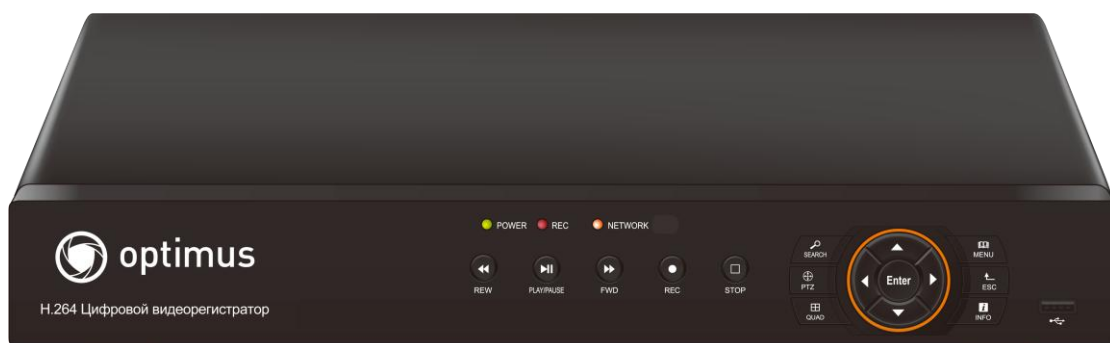 optimus
H.264 Цифровой видеорегистратор
POWER REC NETWORK
REW PLAY/PAUSE FWD REC STOP
SEARCH
PTZ
QUAD
Enter
MENU
ESC
INFO